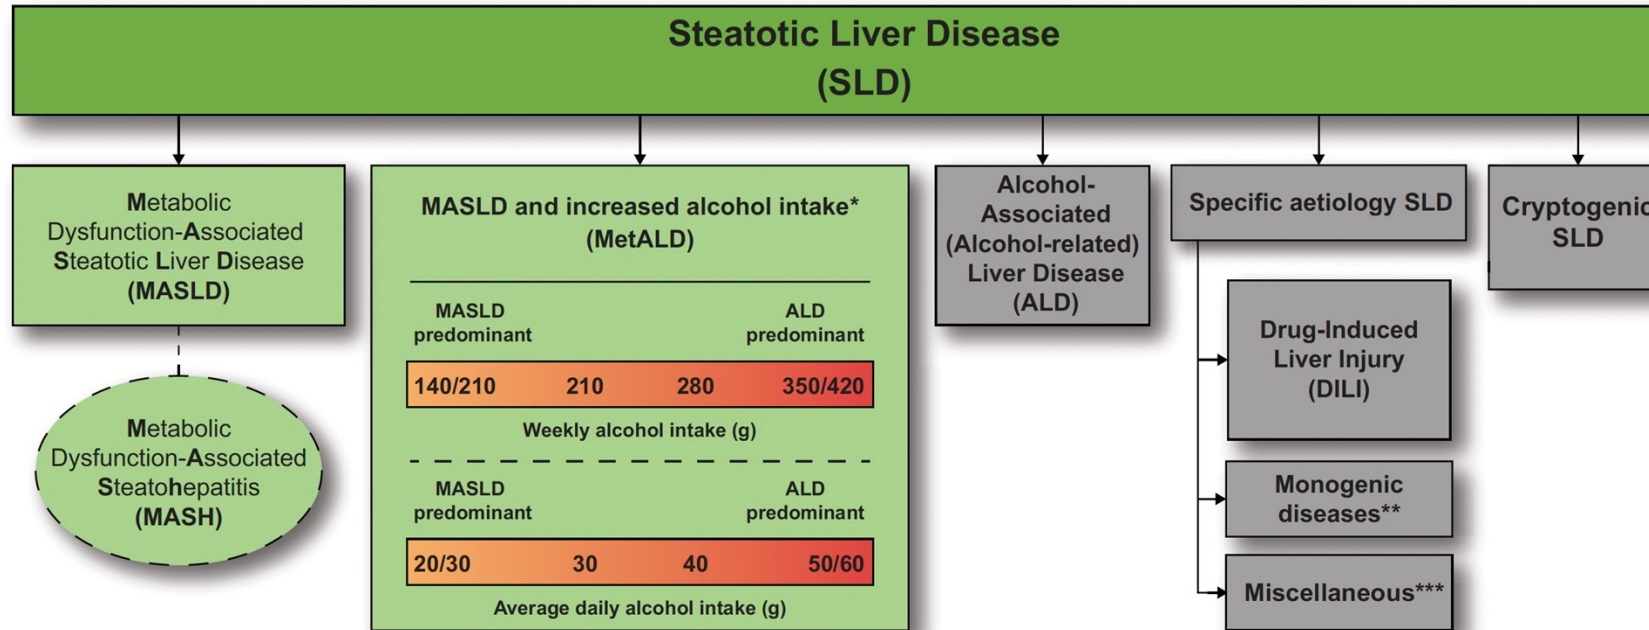 Steatotic Liver Disease
(SLD)
Metabolic
Dysfunction-Associated
Steatotic Liver Disease
(MASLD)
Metabolic
Dysfunction-Associated
Steatohepatitis
(MASH)
MASLD and increased alcohol intake*
(MetALD)
MASLD
predominant
ALD
predominant
140/210 210 280 350/420
Weekly alcohol intake (g)
MASLD
predominant
ALD
predominant
20/30 30 40 50/60
Average daily alcohol intake (g)
Alcohol-
Associated
(Alcohol-related)
Liver Disease
(ALD)
Specific aetiology SLD
Drug-Induced
Liver Injury
(DILI)
Monogenic
diseases**
Miscellaneous***
Cryptogenic
SLD